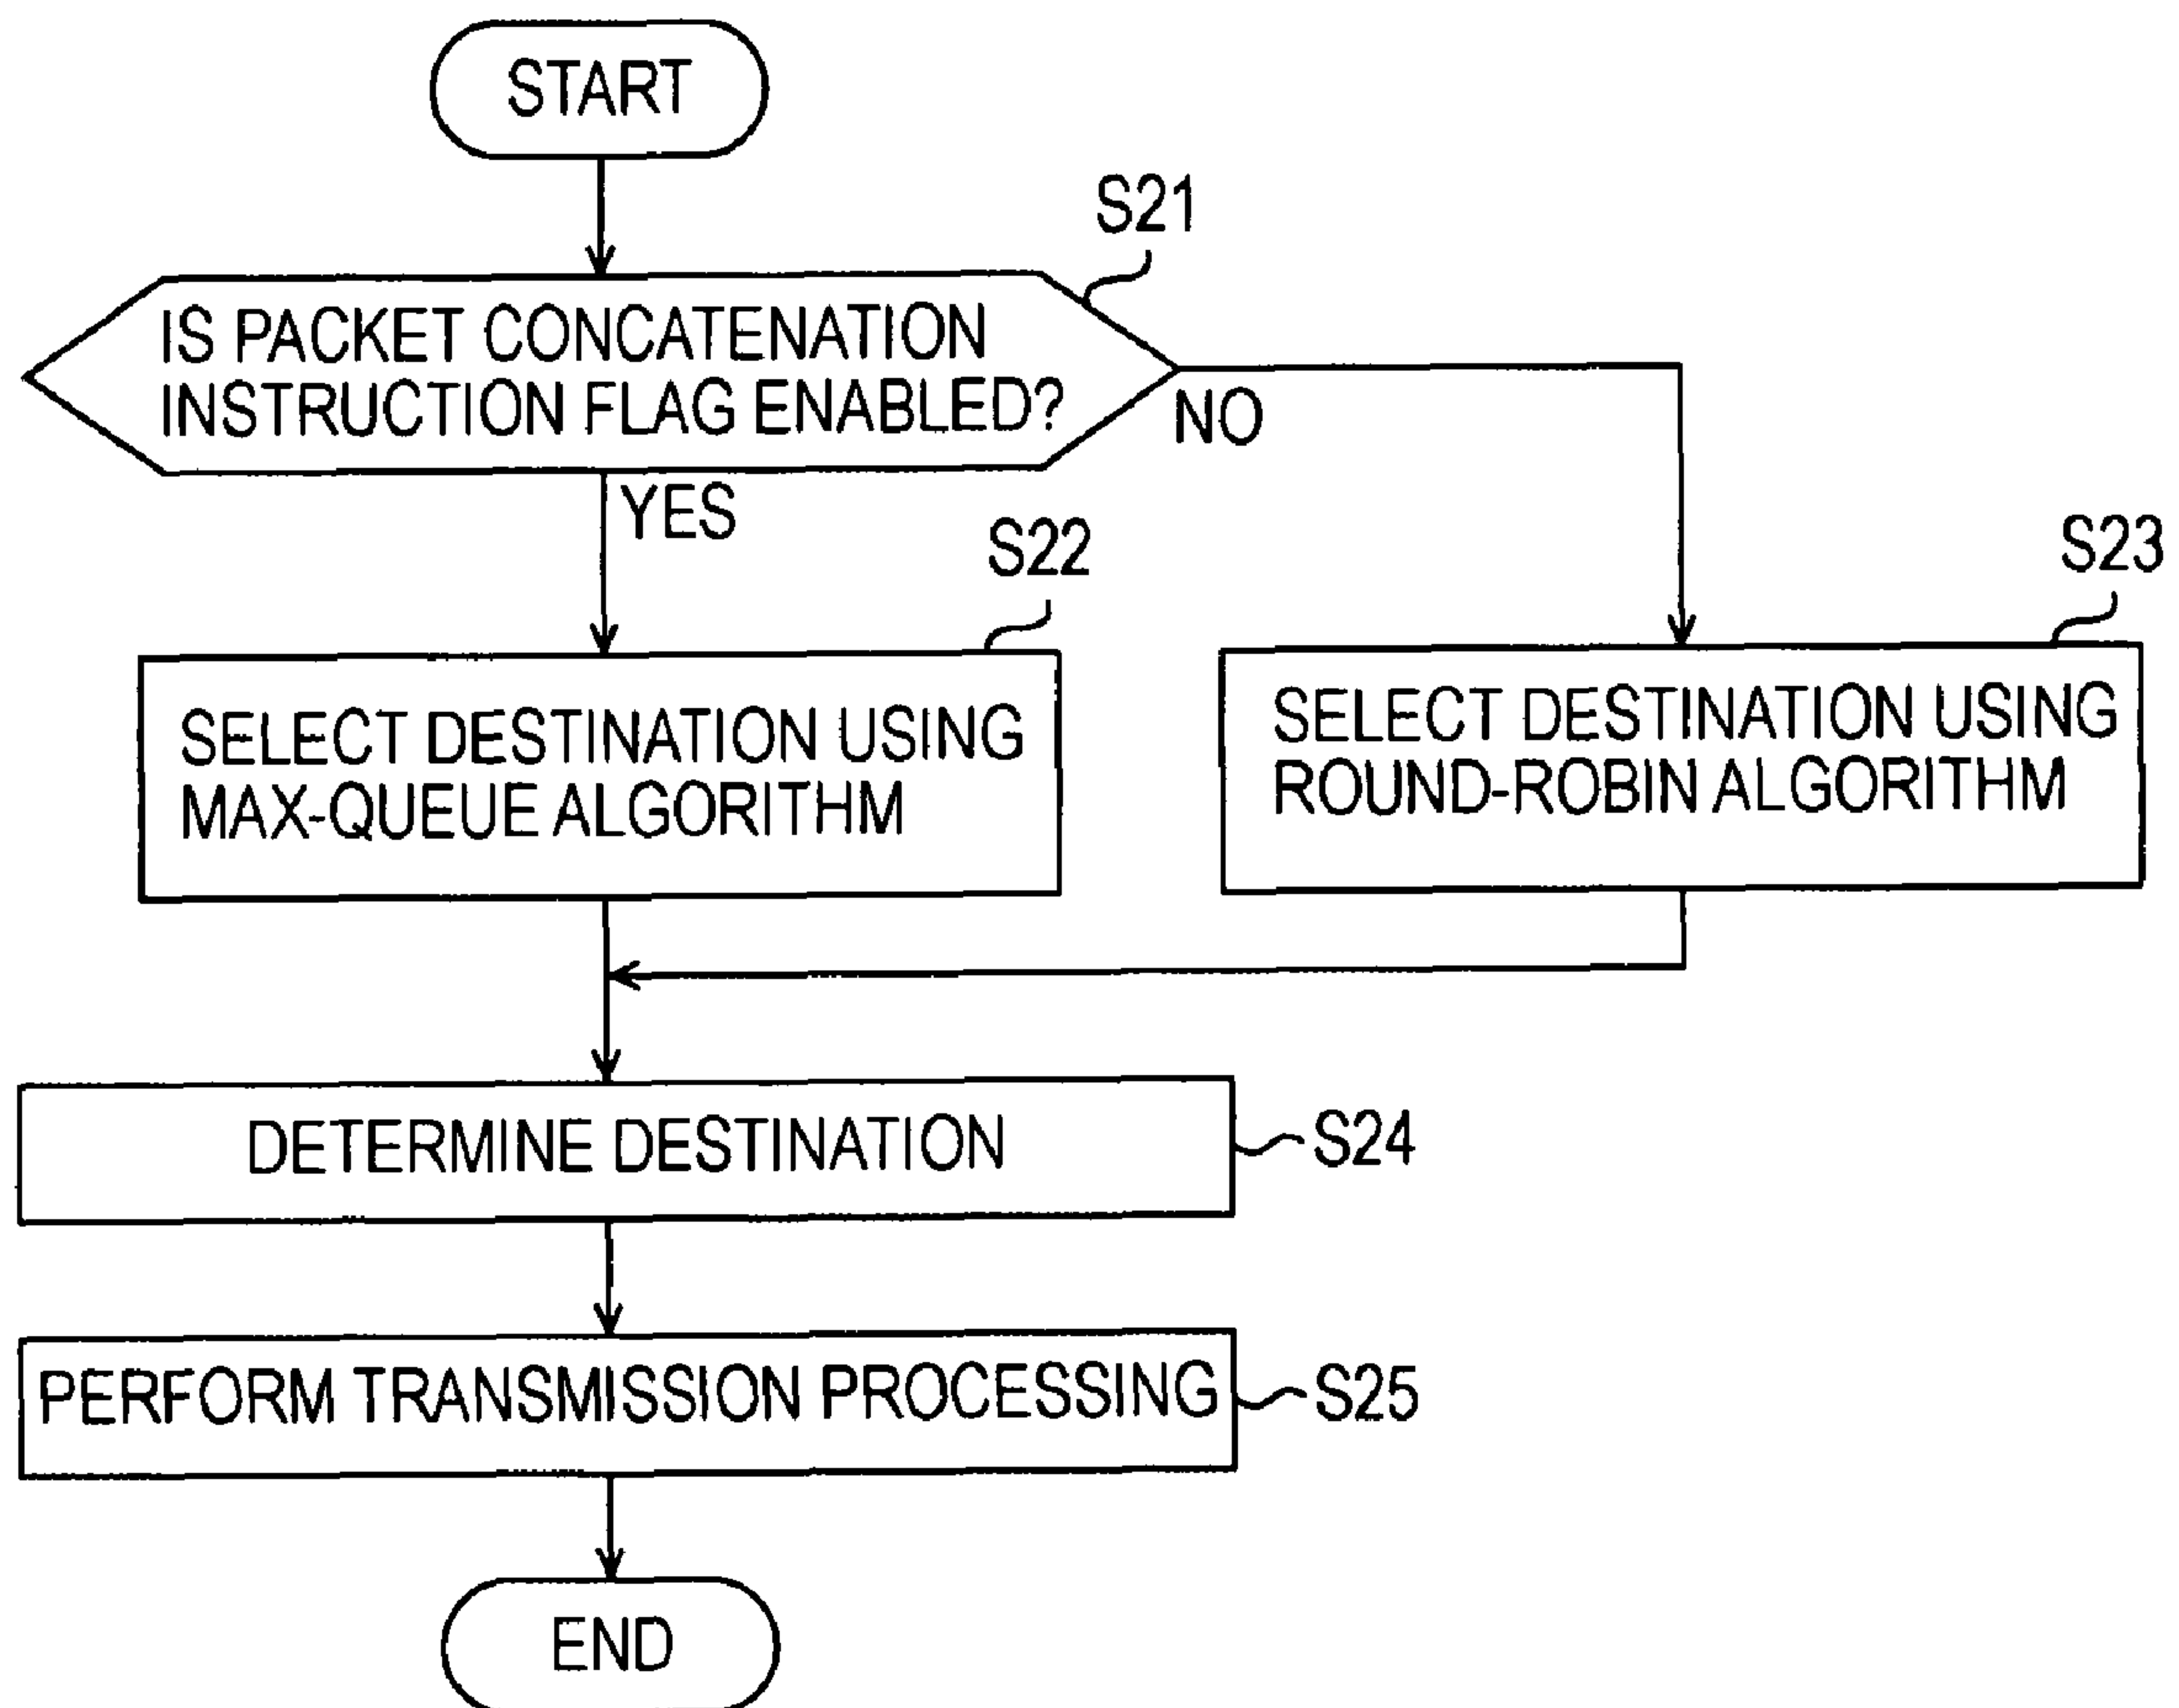 START
S21
IS PACKET CONCATENATION
INSTRUCTION FLAG ENABLED?
NO
YES
S22
S23
SELECT DESTINATION USING
MAX-QUEUE ALGORITHM
SELECT DESTINATION USING
ROUND-ROBIN ALGORITHM
DETERMINE DESTINATION
S24
PERFORM TRANSMISSION PROCESSING
S25
END